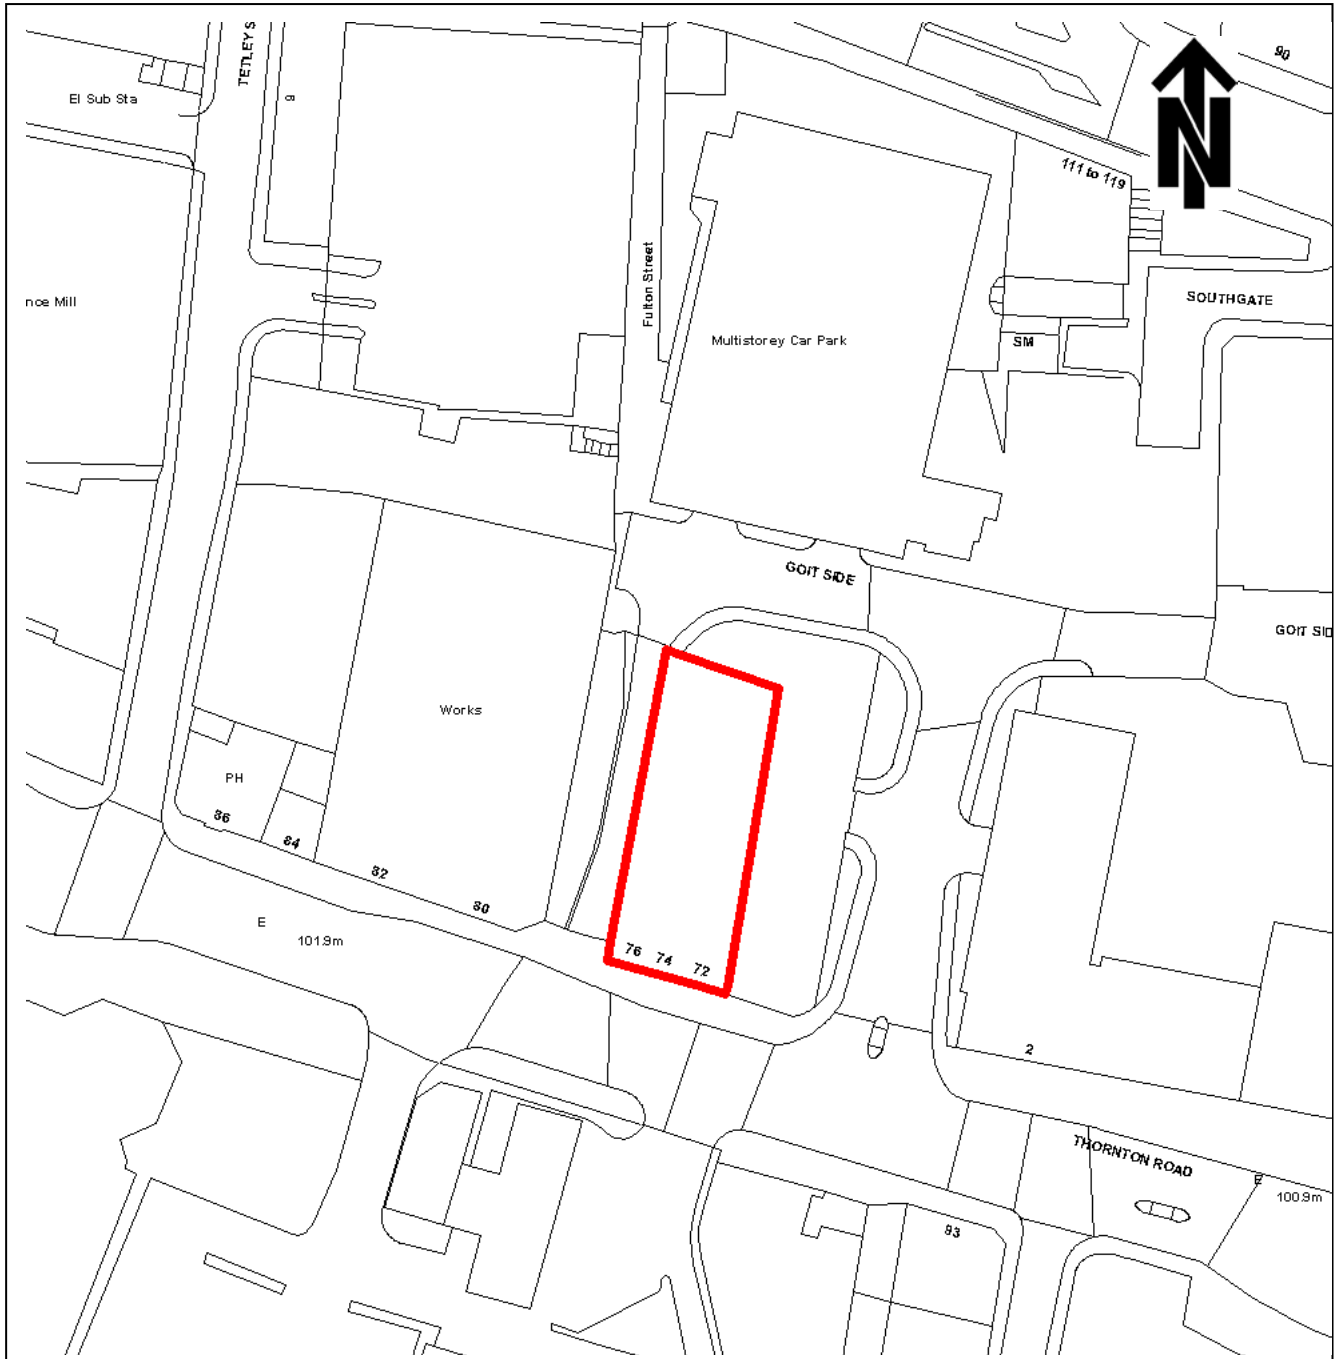 TETLEY S
90
El Sub Sta
9
111 to 119
N
Fulton Street
nce Mill
SOUTHGATE
Multistorey Car Park
SM
GOIT SIDE
GOIT SID
Works
PH
86
84
82
80
E
101.9m
76
74
72
2
THORNTON ROAD
E
100.9m
93